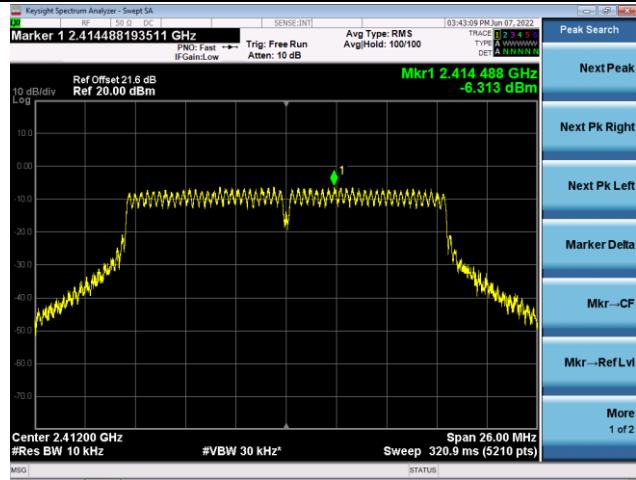 Keysight Spectrum Analyzer - Swept SA
RF 50 Ω DC SENSE:INT 03:43:09 PM Jun 07, 2022
Marker 1 2.414488193511 GHz
PNO: Fast
IFGain:Low
Trig: Free Run
Atten: 10 dB
Avg Type: RMS
Avg|Hold: 100/100
TRACE 1 2 3 4 5 6
TYPE A WWWWW
DET A NNNNN
Peak Search
Ref Offset 21.6 dB
Ref 20.00 dBm
10 dB/div
Log
Mkr1 2.414 488 GHz
-6.313 dBm
10.0
0.00
-10.0
-20.0
-30.0
-40.0
-50.0
-60.0
-70.0
1
Center 2.41200 GHz
#Res BW 10 kHz
#VBW 30 kHz*
Span 26.00 MHz
Sweep 320.9 ms (5210 pts)
MSG
STATUS
Next Peak
Next Pk Right
Next Pk Left
Marker Delta
Mkr→CF
Mkr→Ref Lvl
More
1 of 2